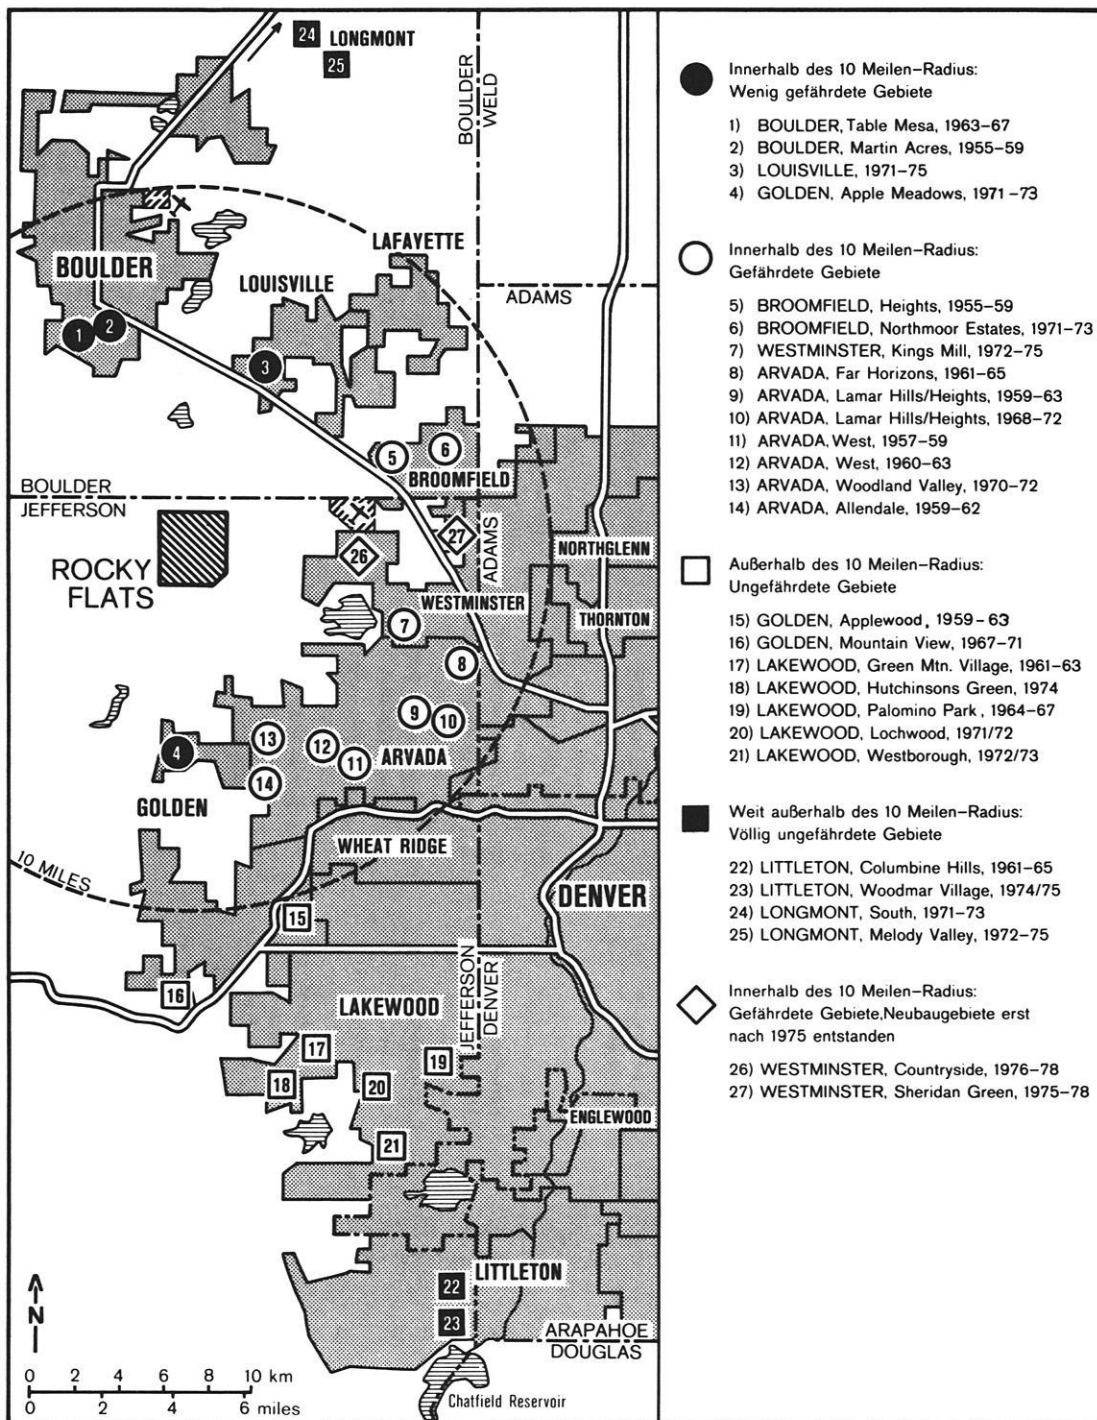 24 LONGMONT
25
BOULDER
WELD
LAFAYETTE
BOULDER
LOUISVILLE
ADAMS
1
2
3
5
6
BROOMFIELD
BOULDER
JEFFERSON
27
ADAMS
26
NORTHGLENN
ROCKY
FLATS
WESTMINSTER
THORNTON
7
8
9
10
13
12
11
ARVADA
4
14
GOLDEN
WHEAT RIDGE
10 MILES
DENVER
15
16
LAKEWOOD
JEFFERSON
DENVER
17
19
18
20
ENGLEWOOD
21
LITTLETON
22
23
ARAPAHOE
DOUGLAS
N
0 2 4 6 8 10 km
0 2 4 6 miles
Chatfield Reservoir
Innerhalb des 10 Meilen-Radius:
Wenig gefährdete Gebiete
1) BOULDER, Table Mesa, 1963-67
2) BOULDER, Martin Acres, 1955-59
3) LOUISVILLE, 1971-75
4) GOLDEN, Apple Meadows, 1971-73
Innerhalb des 10 Meilen-Radius:
Gefährdete Gebiete
5) BROOMFIELD, Heights, 1955-59
6) BROOMFIELD, Northmoor Estates, 1971-73
7) WESTMINSTER, Kings Mill, 1972-75
8) ARVADA, Far Horizons, 1961-65
9) ARVADA, Lamar Hills/Heights, 1959-63
10) ARVADA, Lamar Hills/Heights, 1968-72
11) ARVADA, West, 1957-59
12) ARVADA, West, 1960-63
13) ARVADA, Woodland Valley, 1970-72
14) ARVADA, Allendale, 1959-62
Außerhalb des 10 Meilen-Radius:
Ungefährdete Gebiete
15) GOLDEN, Applewood, 1959-63
16) GOLDEN, Mountain View, 1967-71
17) LAKEWOOD, Green Mtn. Village, 1961-63
18) LAKEWOOD, Hutchinsons Green, 1974
19) LAKEWOOD, Palomino Park, 1964-67
20) LAKEWOOD, Lochwood, 1971/72
21) LAKEWOOD, Westborough, 1972/73
Weit außerhalb des 10 Meilen-Radius:
Völlig ungefährdete Gebiete
22) LITTLETON, Columbine Hills, 1961-65
23) LITTLETON, Woodmar Village, 1974/75
24) LONGMONT, South, 1971-73
25) LONGMONT, Melody Valley, 1972-75
Innerhalb des 10 Meilen-Radius:
Gefährdete Gebiete,Neubaugebiete erst
nach 1975 entstanden
26) WESTMINSTER, Countryside, 1976-78
27) WESTMINSTER, Sheridan Green, 1975-78